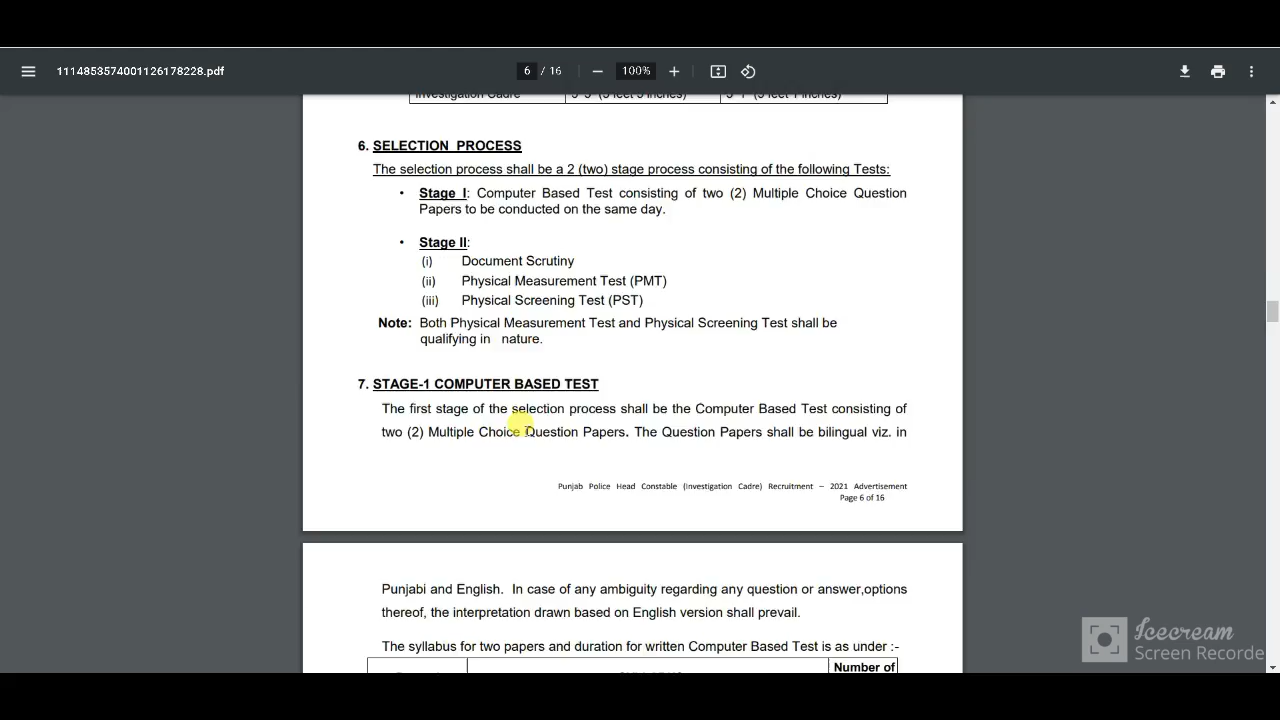 1114853574001126178228.pdf
6 / 16
100%
Investigation Cadre
6. SELECTION PROCESS
The selection process shall be a 2 (two) stage process consisting of the following Tests:
• Stage I: Computer Based Test consisting of two (2) Multiple Choice Question
Papers to be conducted on the same day.
• Stage II:
(i) Document Scrutiny
(ii) Physical Measurement Test (PMT)
(iii) Physical Screening Test (PST)
Note: Both Physical Measurement Test and Physical Screening Test shall be
qualifying in nature.
7. STAGE-1 COMPUTER BASED TEST
The first stage of the selection process shall be the Computer Based Test consisting of
two (2) Multiple Choice Question Papers. The Question Papers shall be bilingual viz. in
Punjab Police Head Constable (Investigation Cadre) Recruitment – 2021 Advertisement
Page 6 of 16
Punjabi and English. In case of any ambiguity regarding any question or answer,options
thereof, the interpretation drawn based on English version shall prevail.
The syllabus for two papers and duration for written Computer Based Test is as under :-
Number of
Icecream
Screen Recorde